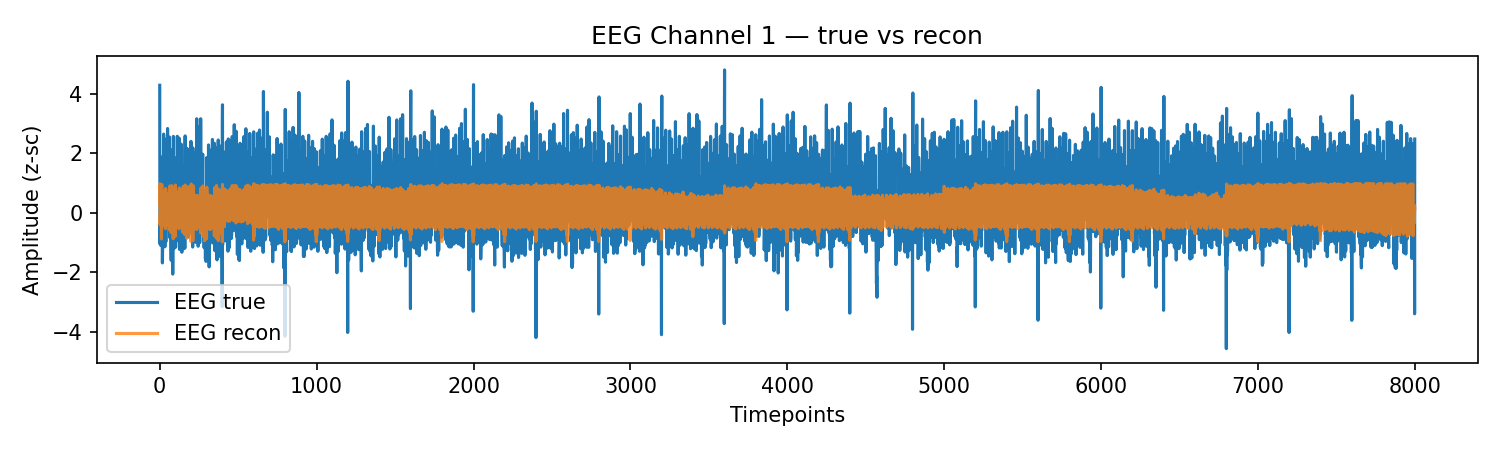 EEG Channel 1 — true vs recon
Amplitude (z-sc)
4
2
0
−2
−4
EEG true
EEG recon
0 1000 2000 3000 4000 5000 6000 7000 8000
Timepoints